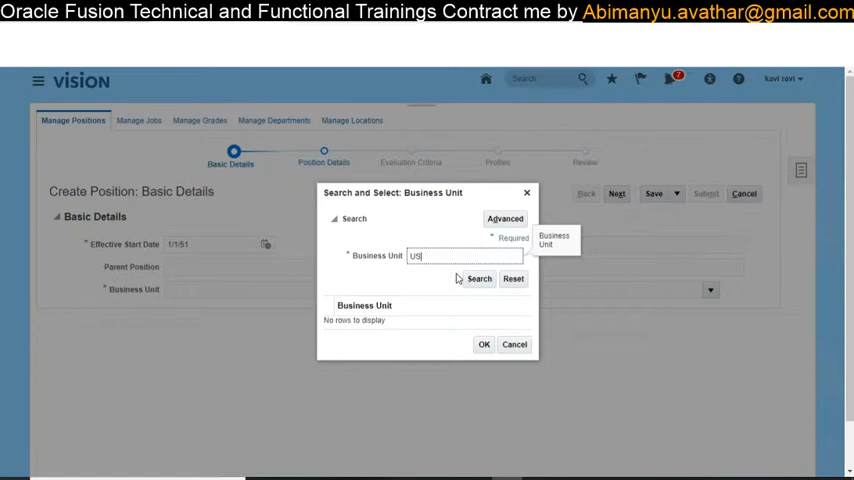 Oracle Fusion Technical and Functional Trainings Contract me by Abimanyu.avathar@gmail.com
VISION
Search
7
kavi ravi
Manage Positions Manage Jobs Manage Grades Manage Departments Manage Locations
Basic Details Position Details Evaluation Criteria Profiles Review
Create Position: Basic Details
Back Next Save Submit Cancel
Basic Details
* Effective Start Date 1/1/51
Parent Position
* Business Unit
Search and Select: Business Unit
Search
Advanced
* Required
* Business Unit US
Business
Unit
Search Reset
Business Unit
No rows to display
OK Cancel